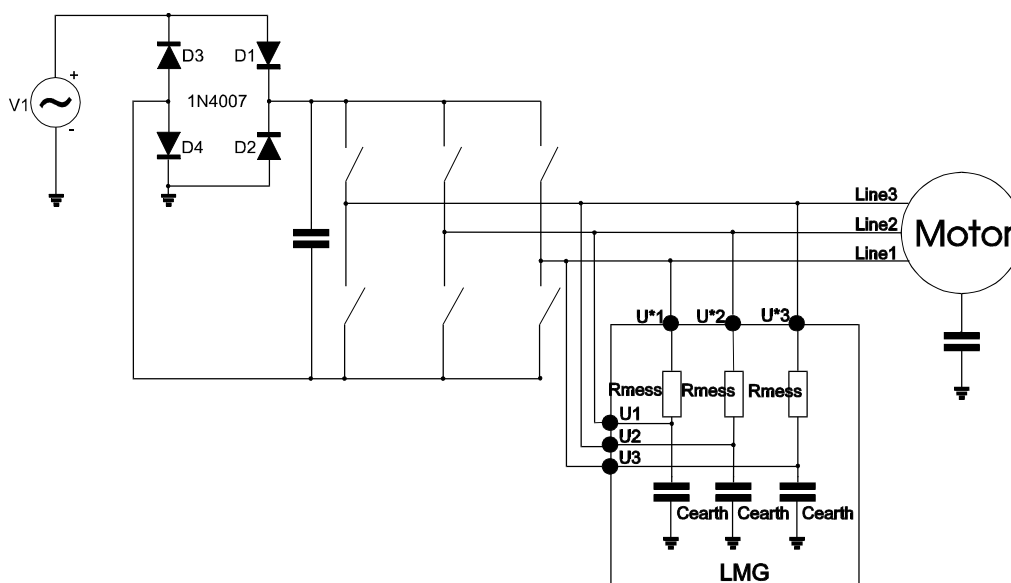 D3
D1
+
V1
1N4007
-
D4
D2
Line3
Line2
Line1
Motor
U*1
U*2
U*3
Rmess
Rmess
Rmess
U1
U2
U3
Cearth
Cearth
Cearth
LMG